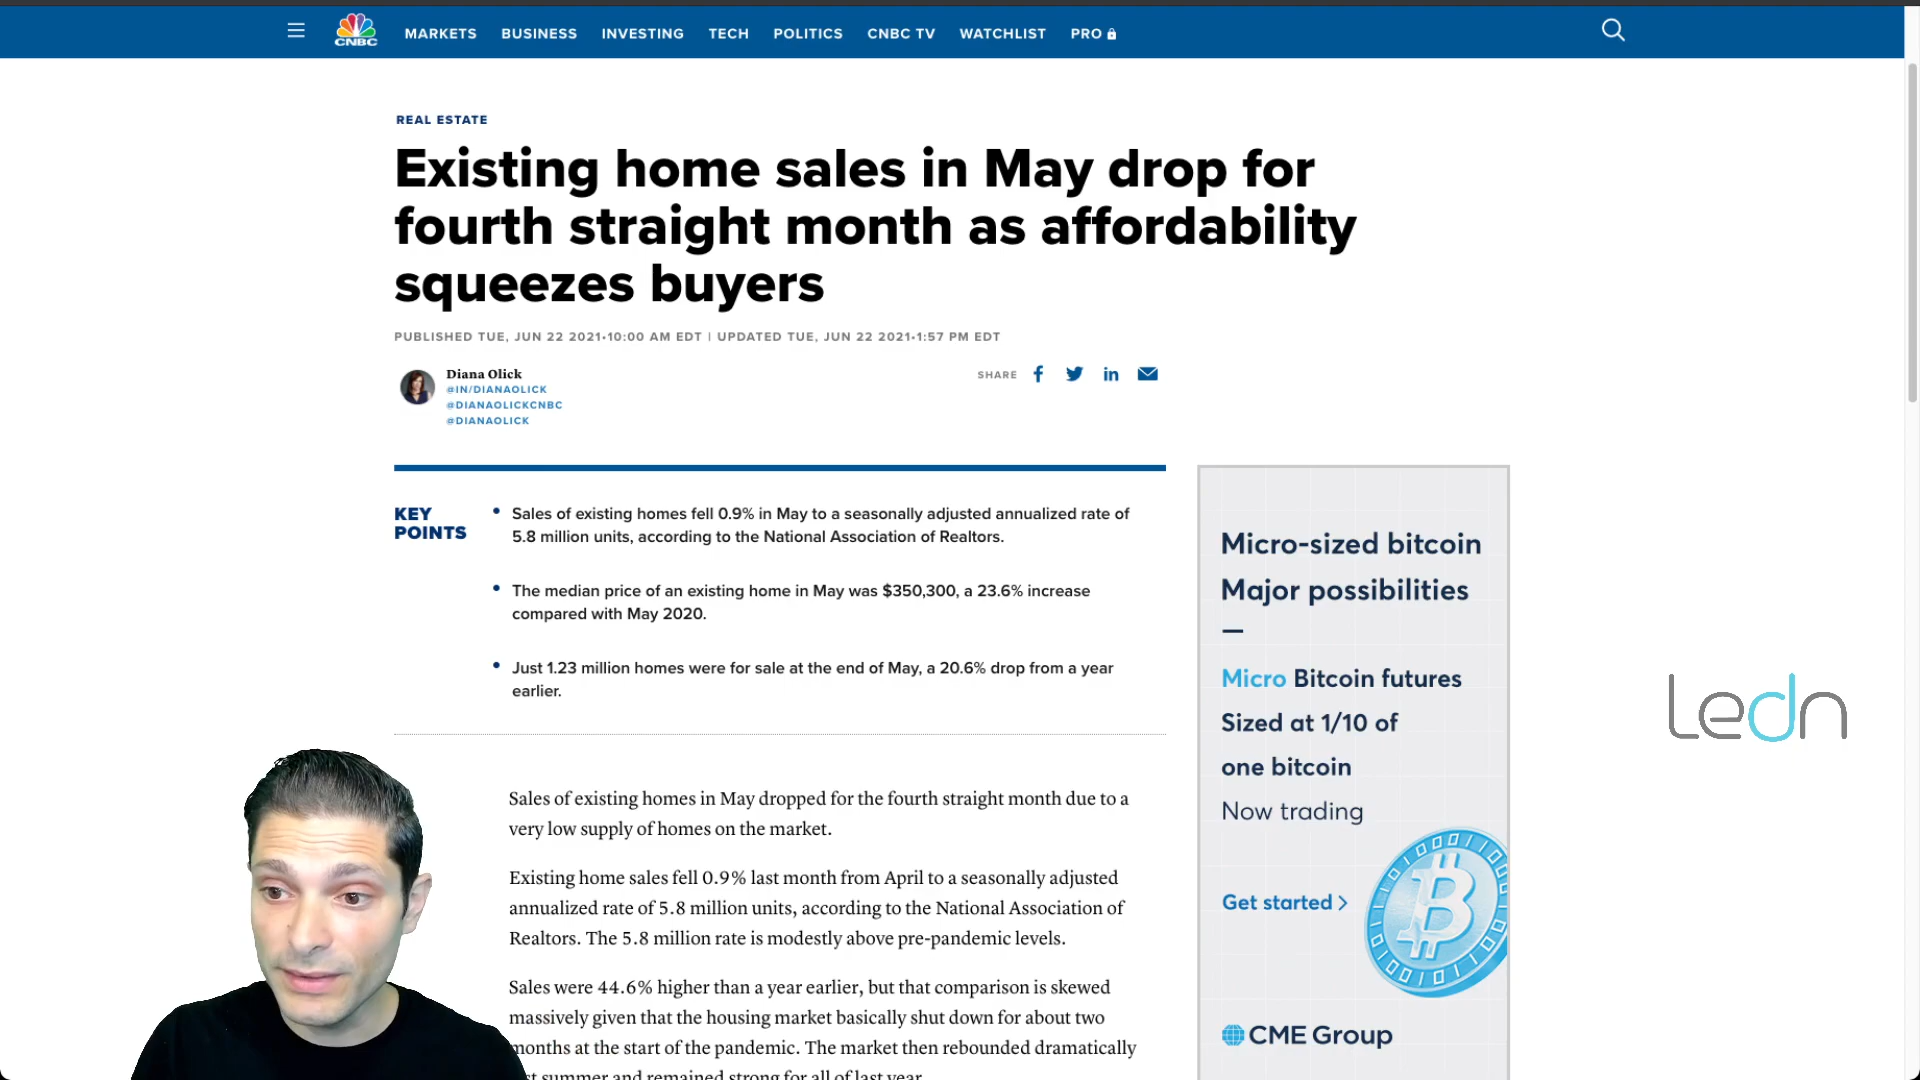 CNBC
MARKETS BUSINESS INVESTING TECH POLITICS CNBC TV WATCHLIST PRO
REAL ESTATE
Existing home sales in May drop for
fourth straight month as affordability
squeezes buyers
PUBLISHED TUE, JUN 22 2021•10:00 AM EDT | UPDATED TUE, JUN 22 2021•1:57 PM EDT
Diana Olick
@IN/DIANAOLICK
@DIANAOLICKCNBC
@DIANAOLICK
SHARE
KEY
POINTS
• Sales of existing homes fell 0.9% in May to a seasonally adjusted annualized rate of
5.8 million units, according to the National Association of Realtors.
• The median price of an existing home in May was $350,300, a 23.6% increase
compared with May 2020.
• Just 1.23 million homes were for sale at the end of May, a 20.6% drop from a year
earlier.
Sales of existing homes in May dropped for the fourth straight month due to a
very low supply of homes on the market.
Existing home sales fell 0.9% last month from April to a seasonally adjusted
annualized rate of 5.8 million units, according to the National Association of
Realtors. The 5.8 million rate is modestly above pre-pandemic levels.
Sales were 44.6% higher than a year earlier, but that comparison is skewed
massively given that the housing market basically shut down for about two
months at the start of the pandemic. The market then rebounded dramatically
summer and remained strong for all of last year.
Micro-sized bitcoin
Major possibilities
—
Micro Bitcoin futures
Sized at 1/10 of
one bitcoin
Now trading
Get started >
CME Group
ledn